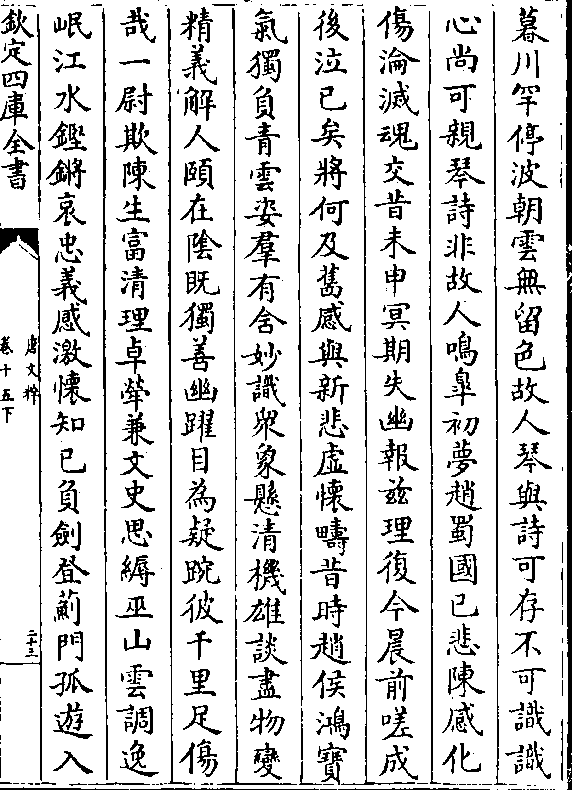 暮川罕停波朝雲無留色故人琴與詩可存不可識識
心尚可親琴詩非故人鳴臯初夢趙蜀國已悲陳感化
傷淪滅魂交昔未申冥期失幽報兹理復今晨前嗟成
後泣已矣將何及舊感與新悲虛懷疇昔時趙侯鴻寶
氣獨負青雲姿羣有含妙識衆象懸清機雄談盡物變
精義解人頤在隂既獨善幽躍自為疑踠彼千里足傷
哉一尉欺陳生富清理卓犖兼文史思縟巫山雲調逸
岷江水鏗鏘哀忠義感激懷知已負劍登薊門孤遊入
欽定四庫全書
唐文粹
卷十五下
二十三